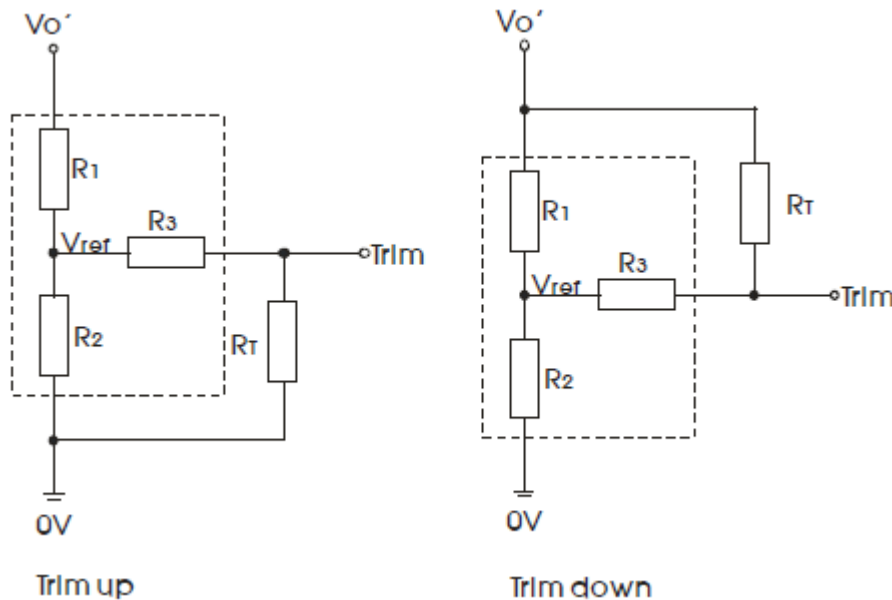 Vo'
R1
R3
Vref
Trim
R2
RT
0V
Trim up
Vo'
R1
RT
R3
Vref
Trim
R2
0V
Trim down